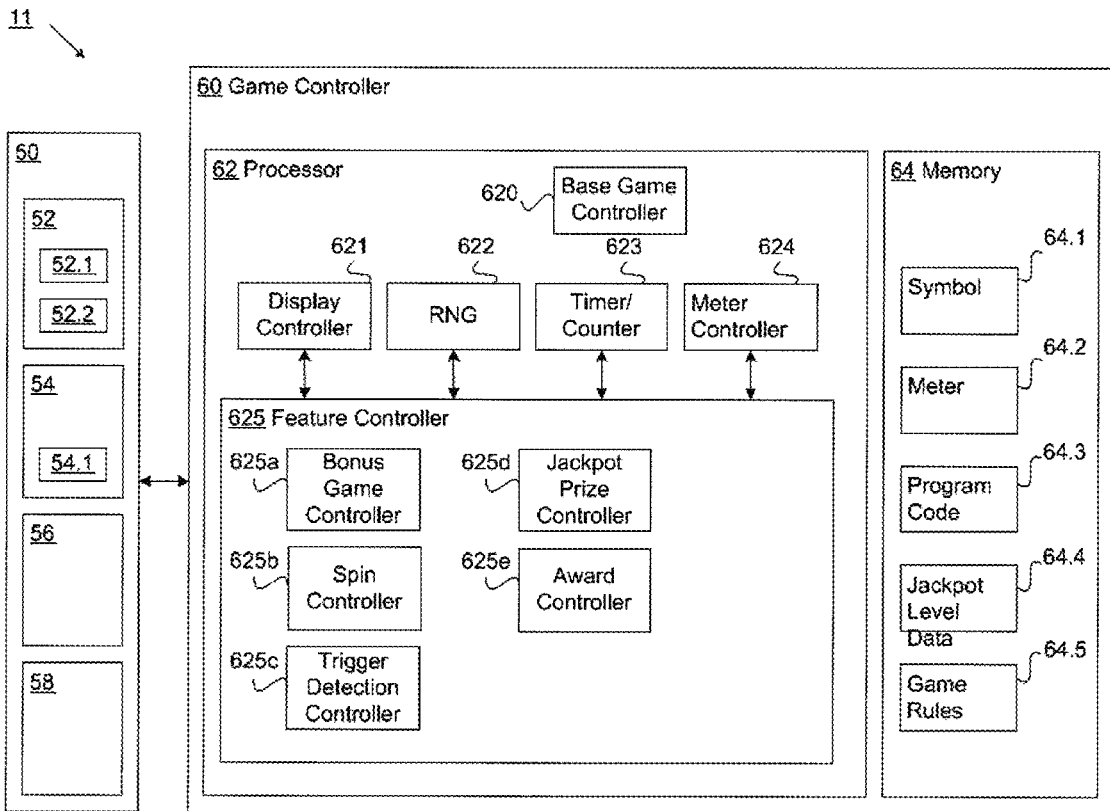 11
60 Game Controller
50
52
52.1
52.2
54
54.1
56
58
62 Processor
620
Base Game
Controller
621
622
623
624
Display
Controller
RNG
Timer/
Counter
Meter
Controller
625 Feature Controller
625a
Bonus
Game
Controller
625d
Jackpot
Prize
Controller
625b
Spin
Controller
625e
Award
Controller
625c
Trigger
Detection
Controller
64 Memory
64.1
Symbol
64.2
Meter
64.3
Program
Code
64.4
Jackpot
Level
Data
64.5
Game
Rules